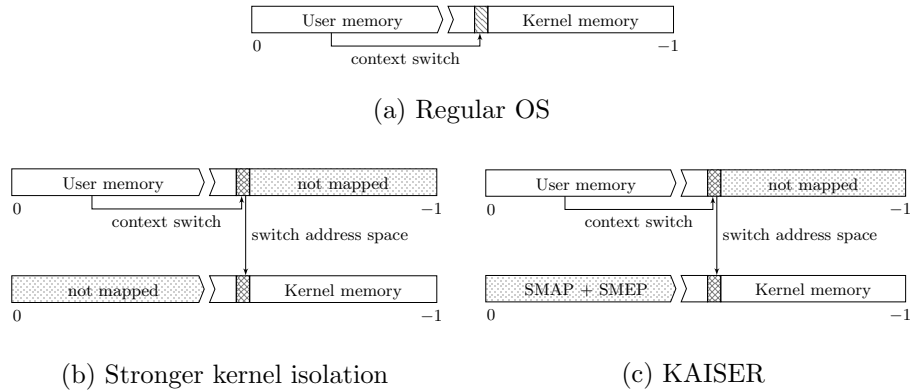 User memory Kernel memory
0 −1
context switch
(a) Regular OS
User memory not mapped
0 −1
context switch
switch address space
not mapped Kernel memory
0 −1
(b) Stronger kernel isolation
User memory not mapped
0 −1
context switch
switch address space
SMAP + SMEP Kernel memory
0 −1
(c) KAISER